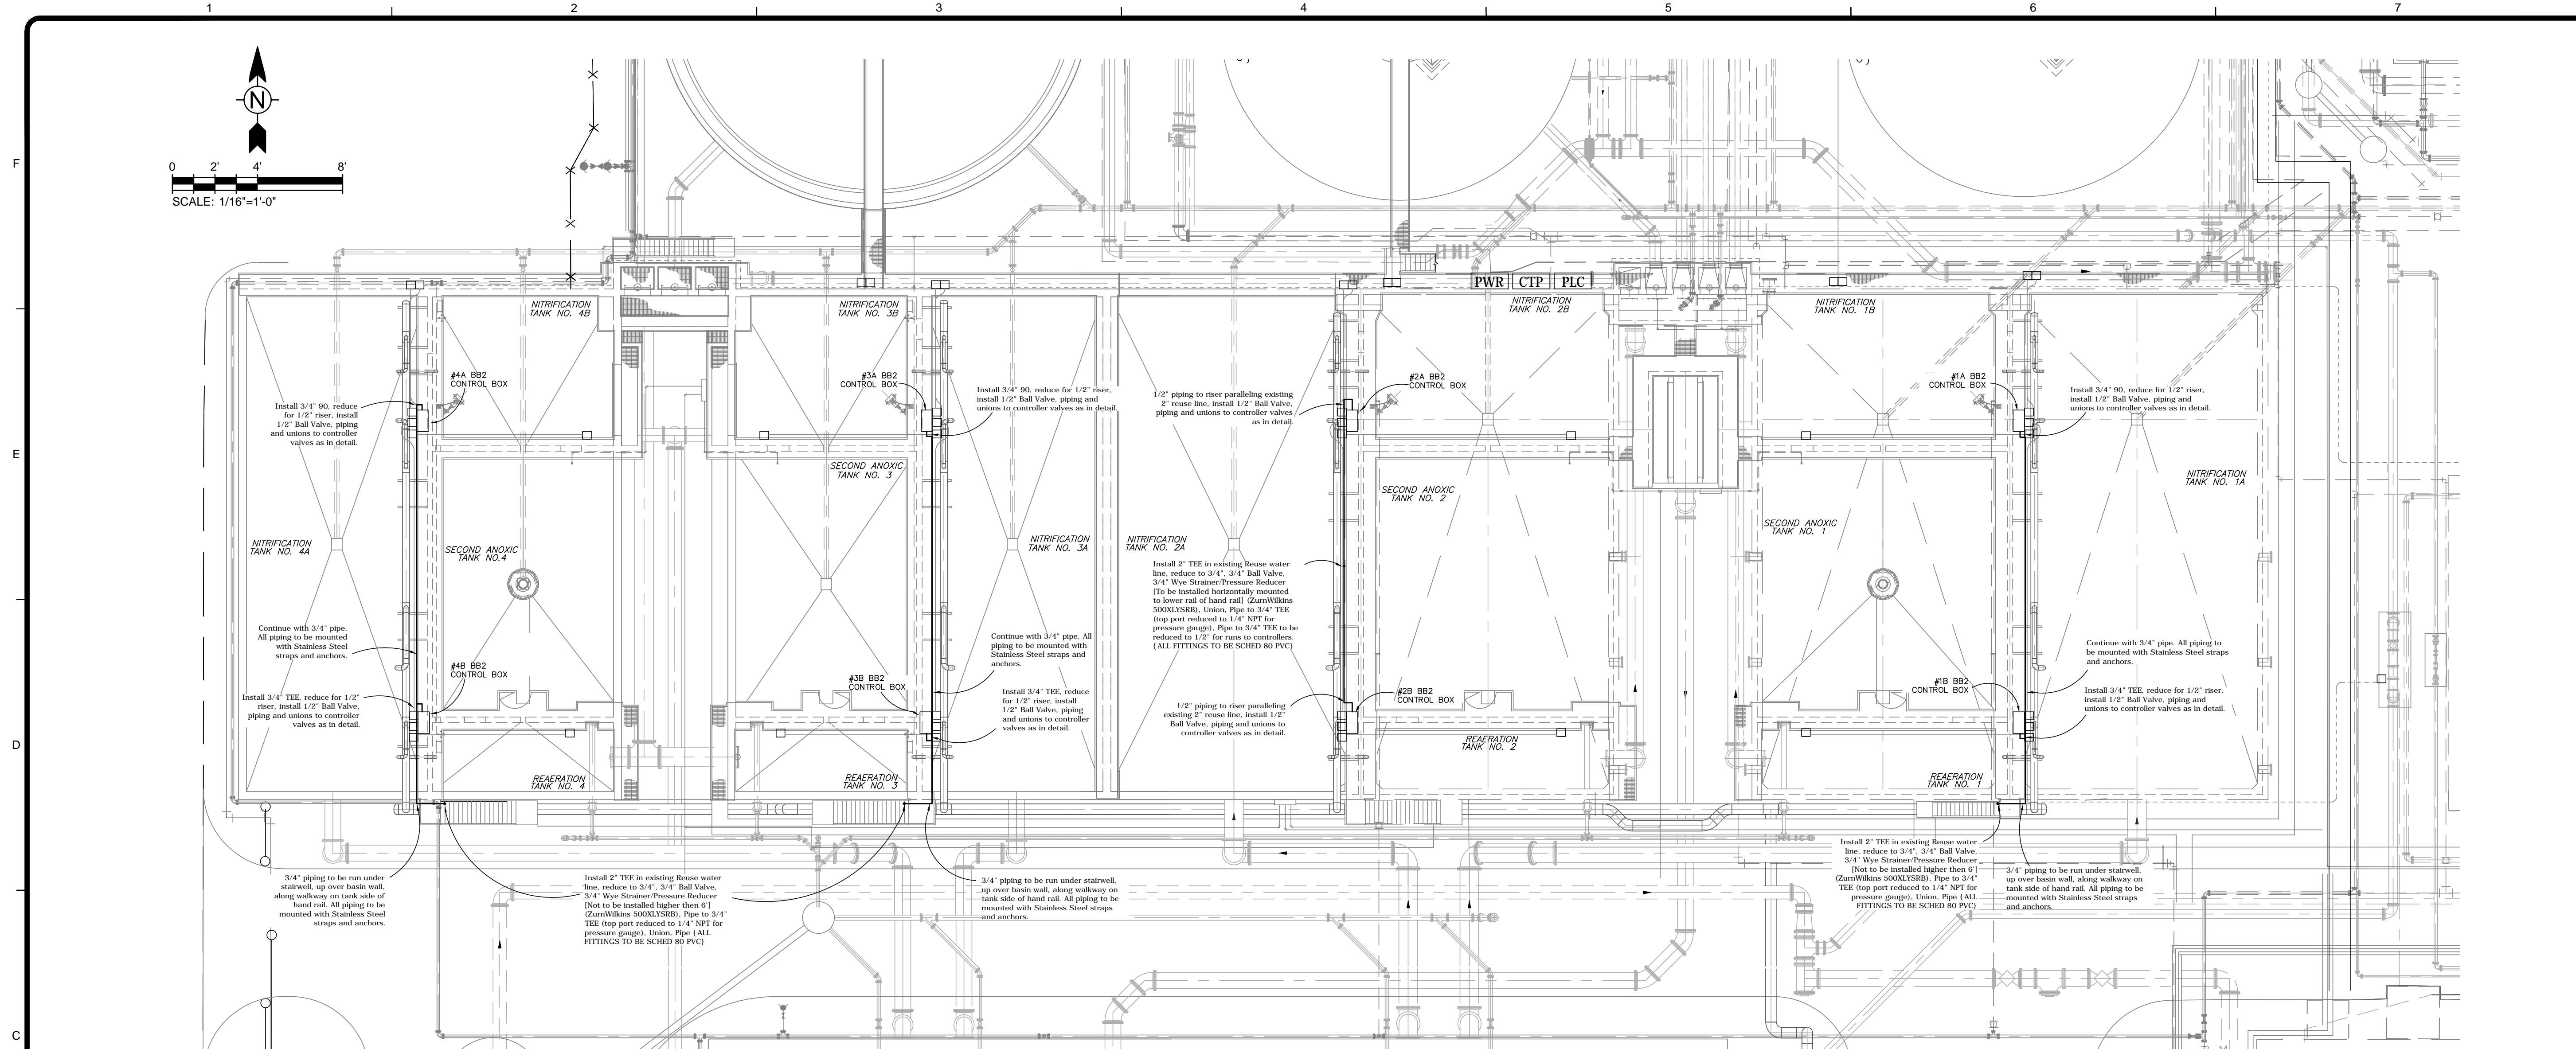 1 2 3 4 5 6 7
F
E
D
C
N
0 2' 4' 8'
SCALE: 1/16"=1'-0"
PWR CTP PLC
NITRIFICATION
TANK NO. 4B
NITRIFICATION
TANK NO. 3B
NITRIFICATION
TANK NO. 2B
NITRIFICATION
TANK NO. 1B
#4A BB2
CONTROL BOX
Install 3/4" 90, reduce
for 1/2" riser, install
1/2" Ball Valve, piping
and unions to controller
valves as in detail.
#3A BB2
CONTROL BOX
Install 3/4" 90, reduce for 1/2" riser,
install 1/2" Ball Valve, piping and
unions to controller valves as in detail.
1/2" piping to riser paralleling existing
2" reuse line, install 1/2" Ball Valve,
piping and unions to controller valves
as in detail.
#2A BB2
CONTROL BOX
#1A BB2
CONTROL BOX
Install 3/4" 90, reduce for 1/2" riser,
install 1/2" Ball Valve, piping and
unions to controller valves as in detail.
SECOND ANOXIC
TANK NO. 3
SECOND ANOXIC
TANK NO. 2
NITRIFICATION
TANK NO. 1A
SECOND ANOXIC
TANK NO. 1
NITRIFICATION
TANK NO. 4A
SECOND ANOXIC
TANK NO.4
NITRIFICATION
TANK NO. 3A
NITRIFICATION
TANK NO. 2A
Install 2" TEE in existing Reuse water
line, reduce to 3/4", 3/4" Ball Valve,
3/4" Wye Strainer/Pressure Reducer
[To be installed horizontally mounted
to lower rail of hand rail] (ZurnWilkins
500XLYSRB), Union, Pipe to 3/4" TEE
(top port reduced to 1/4" NPT for
pressure gauge), Pipe to 3/4" TEE to be
reduced to 1/2" for runs to controllers.
{ALL FITTINGS TO BE SCHED 80 PVC}
Continue with 3/4" pipe.
All piping to be mounted
with Stainless Steel
straps and anchors.
Continue with 3/4" pipe. All
piping to be mounted with
Stainless Steel straps and
anchors.
Continue with 3/4" pipe. All piping to
be mounted with Stainless Steel straps
and anchors.
#4B BB2
CONTROL BOX
Install 3/4" TEE, reduce for 1/2"
riser, install 1/2" Ball Valve,
piping and unions to controller
valves as in detail.
#3B BB2
CONTROL BOX
Install 3/4" TEE, reduce
for 1/2" riser, install
1/2" Ball Valve, piping
and unions to controller
valves as in detail.
1/2" piping to riser paralleling
existing 2" reuse line, install 1/2"
Ball Valve, piping and unions to
controller valves as in detail.
#2B BB2
CONTROL BOX
#1B BB2
CONTROL BOX
Install 3/4" TEE, reduce for 1/2" riser,
install 1/2" Ball Valve, piping and
unions to controller valves as in detail.
REAERATION
TANK NO. 4
REAERATION
TANK NO. 3
REAERATION
TANK NO. 2
REAERATION
TANK NO. 1
3/4" piping to be run under
stairwell, up over basin wall,
along walkway on tank side of
hand rail. All piping to be
mounted with Stainless Steel
straps and anchors.
Install 2" TEE in existing Reuse water
line, reduce to 3/4", 3/4" Ball Valve,
3/4" Wye Strainer/Pressure Reducer
[Not to be installed higher then 6']
(ZurnWilkins 500XLYSRB), Pipe to 3/4"
TEE (top port reduced to 1/4" NPT for
pressure gauge), Union, Pipe {ALL
FITTINGS TO BE SCHED 80 PVC}
3/4" piping to be run under stairwell,
up over basin wall, along walkway on
tank side of hand rail. All piping to be
mounted with Stainless Steel straps
and anchors.
Install 2" TEE in existing Reuse water
line, reduce to 3/4", 3/4" Ball Valve,
3/4" Wye Strainer/Pressure Reducer
[Not to be installed higher then 6']
(ZurnWilkins 500XLYSRB), Pipe to 3/4"
TEE (top port reduced to 1/4" NPT for
pressure gauge), Union, Pipe {ALL
FITTINGS TO BE SCHED 80 PVC}
3/4" piping to be run under stairwell,
up over basin wall, along walkway on
tank side of hand rail. All piping to be
mounted with Stainless Steel straps
and anchors.